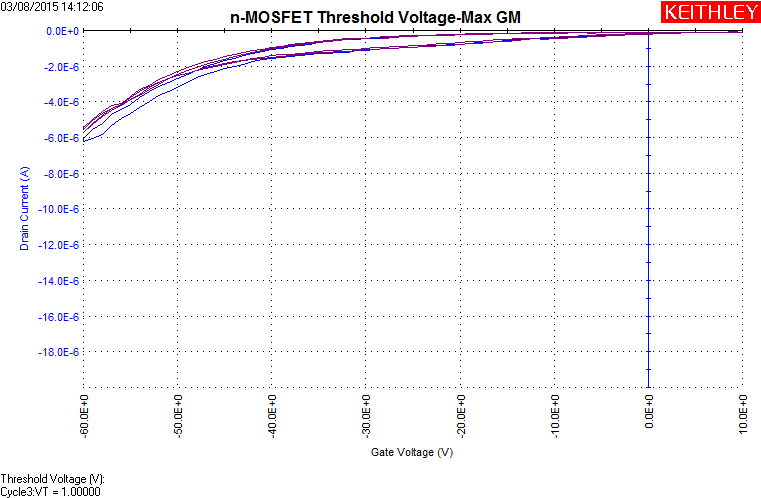 03/08/2015 14:12:06
n-MOSFET Threshold Voltage-Max GM
KEITHLEY
0.0E+0
-2.0E-6
-4.0E-6
-6.0E-6
-8.0E-6
-10.0E-6
-12.0E-6
-14.0E-6
-16.0E-6
-18.0E-6
Drain Current (A)
-60.0E+0
-50.0E+0
-40.0E+0
-30.0E+0
-20.0E+0
-10.0E+0
0.0E+0
10.0E+0
Gate Voltage (V)
Threshold Voltage (V):
Cycle3:VT = 1.00000